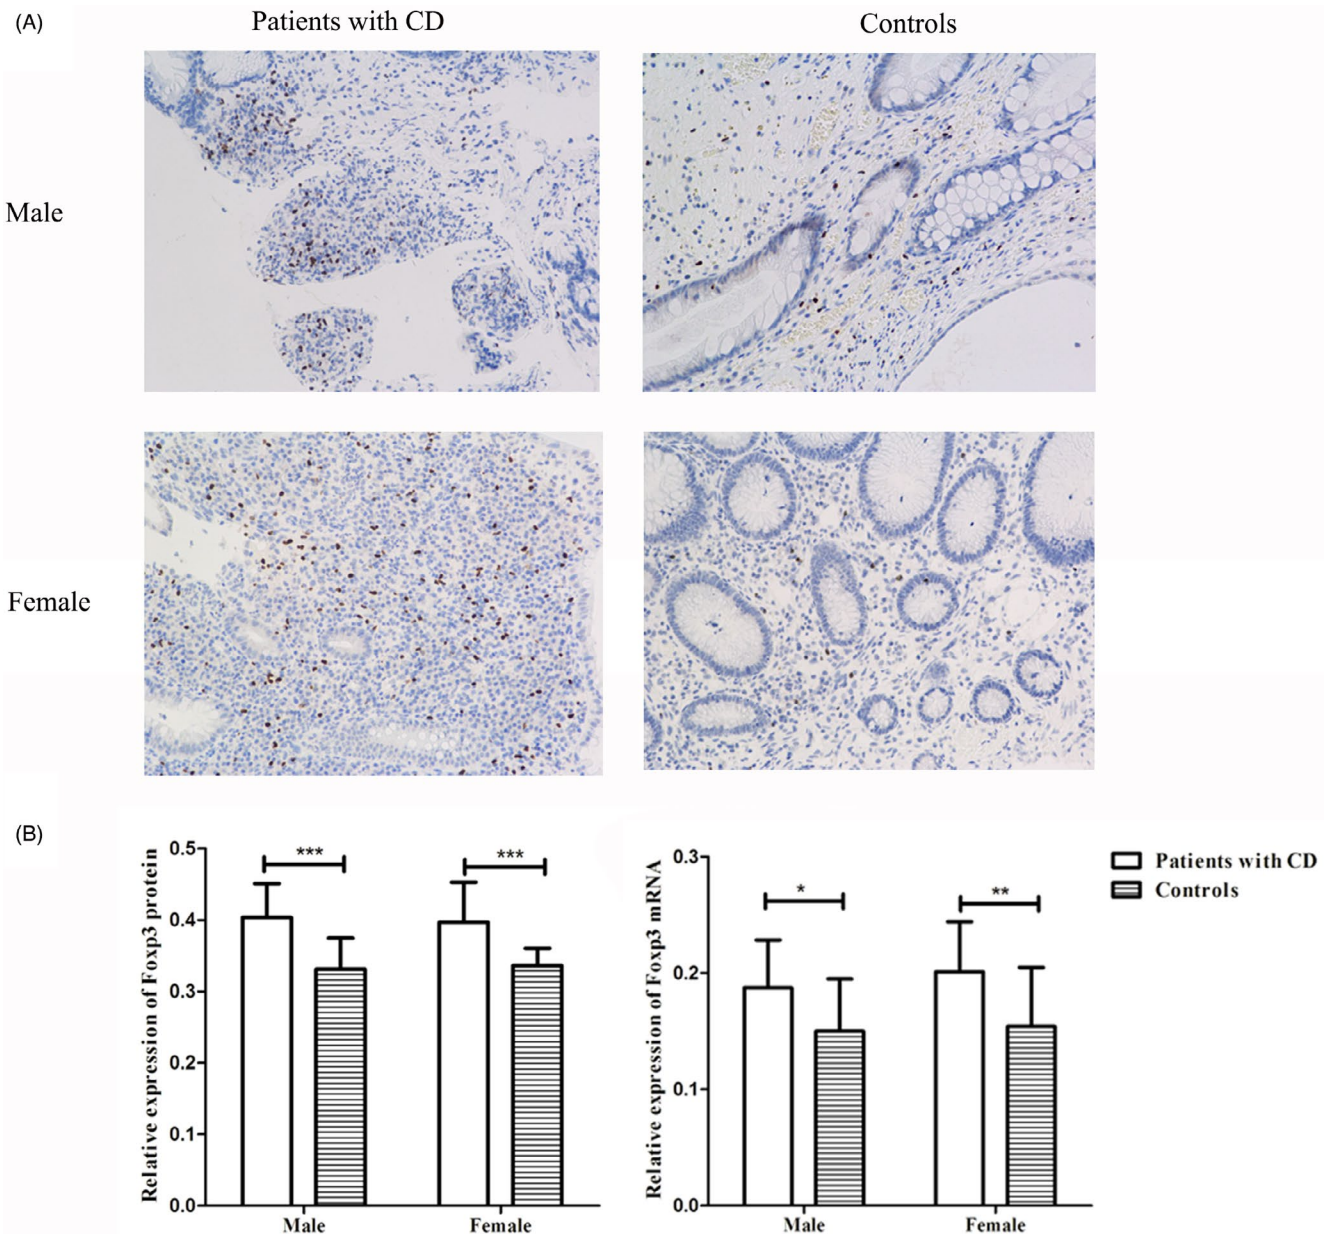 (A)
Patients with CD
Controls
Male
Female
(B)
Relative expression of Foxp3 protein
0.5
0.4
0.3
0.2
0.1
0.0
***
***
Male
Female
Relative expression of Foxp3 mRNA
0.3
0.2
0.1
0.0
*
**
Male
Female
Patients with CD
Controls